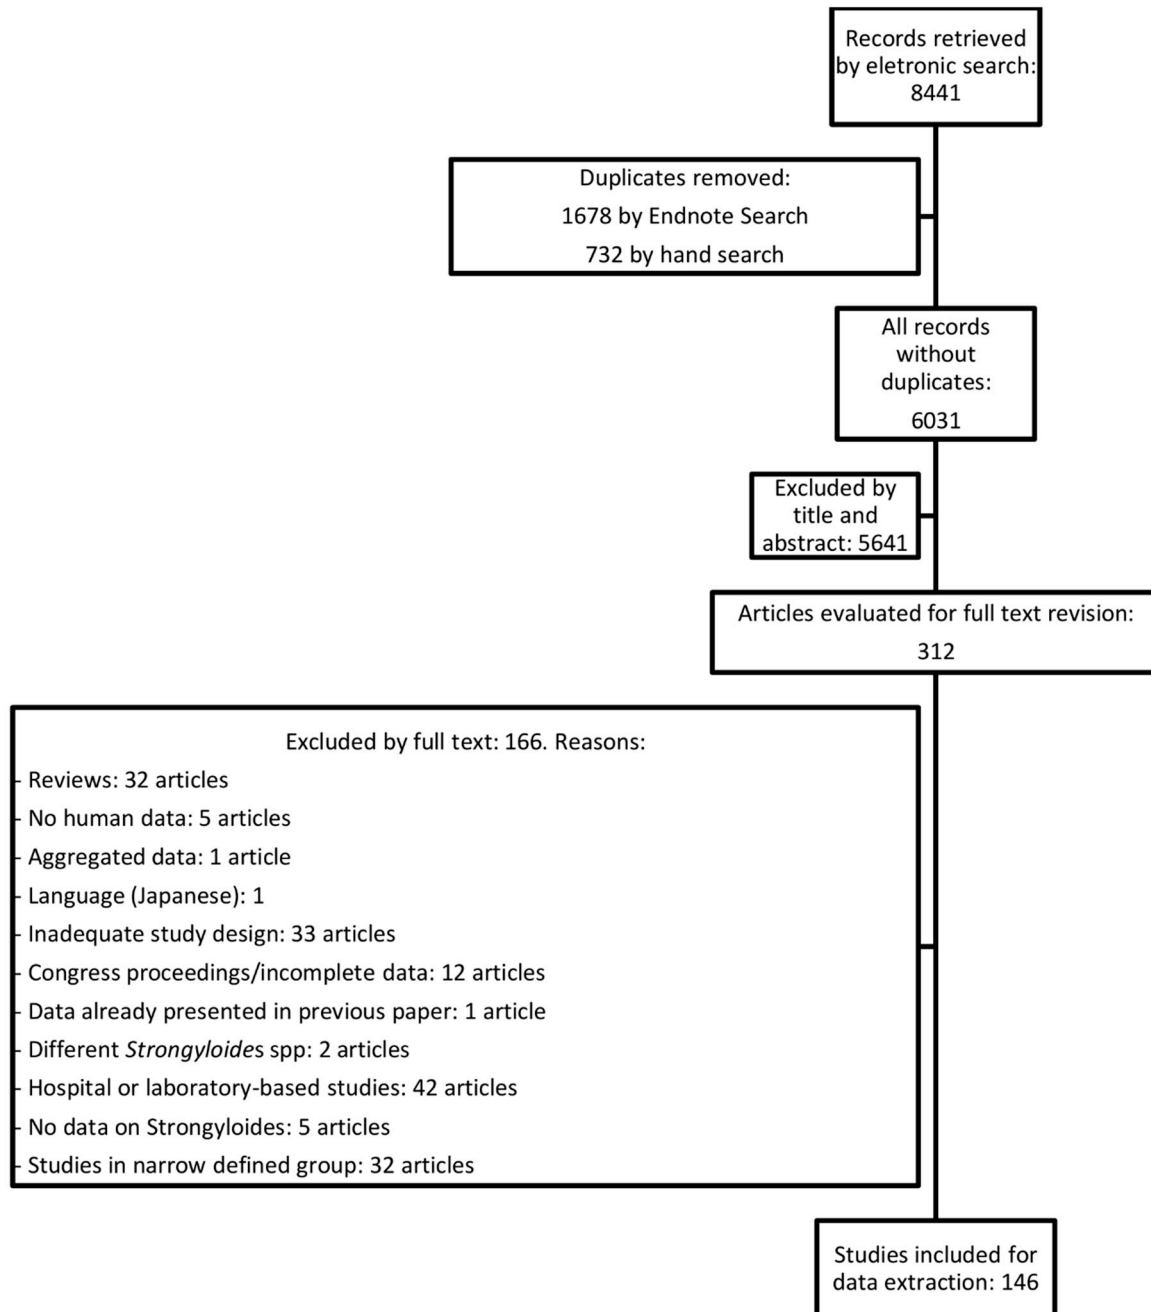 Records retrieved
by eletronic search:
8441
Duplicates removed:
1678 by Endnote Search
732 by hand search
All records
without
duplicates:
6031
Excluded by
title and
abstract: 5641
Articles evaluated for full text revision:
312
Excluded by full text: 166. Reasons:
- Reviews: 32 articles
- No human data: 5 articles
- Aggregated data: 1 article
- Language (Japanese): 1
- Inadequate study design: 33 articles
- Congress proceedings/incomplete data: 12 articles
- Data already presented in previous paper: 1 article
- Different Strongyloides spp: 2 articles
- Hospital or laboratory-based studies: 42 articles
- No data on Strongyloides: 5 articles
- Studies in narrow defined group: 32 articles
Studies included for
data extraction: 146